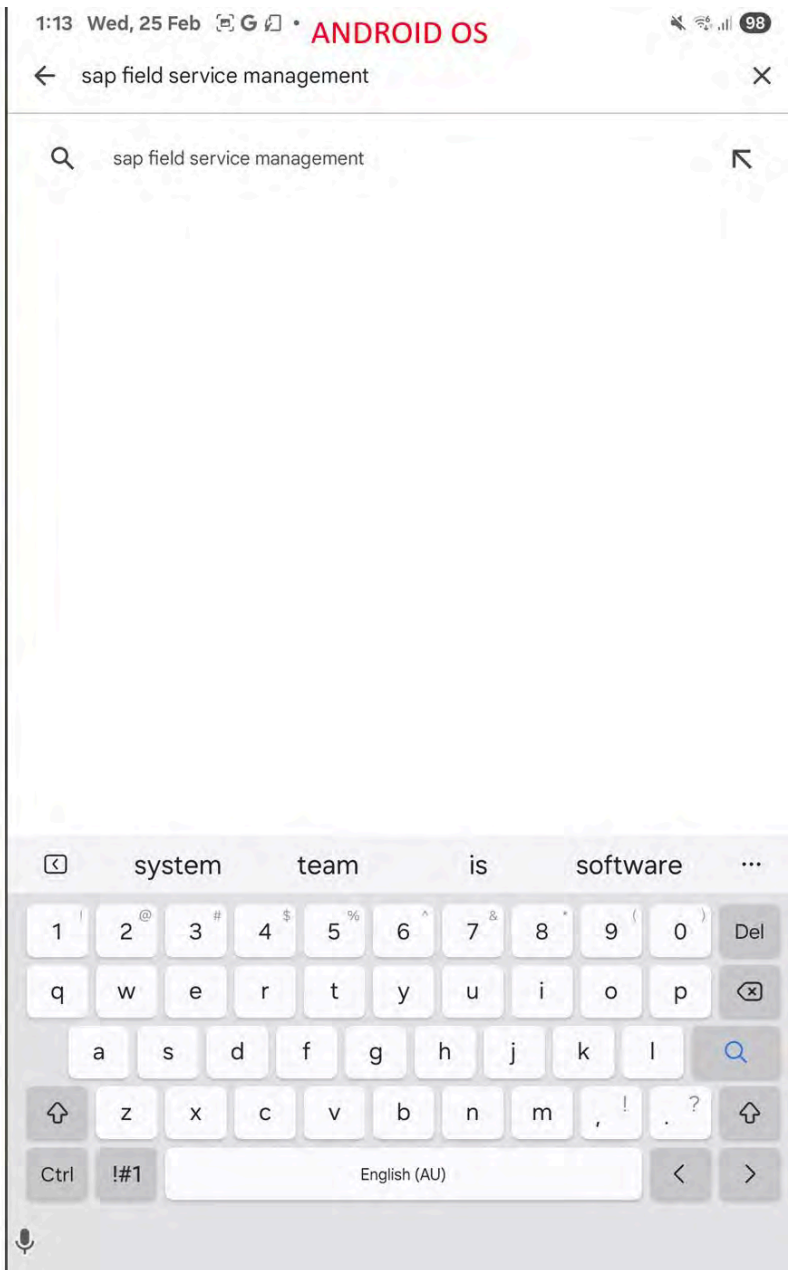 1:13 Wed, 25 Feb G • ANDROID OS 98
sap field service management
sap field service management
system team is software ...
1 ! 2 @ 3 # 4 $ 5 % 6 ^ 7 & 8 * 9 ( 0 ) Del
q w e r t y u i o p
a s d f g h j k l
z x c v b n m , ! . ?
Ctrl !#1 English (AU) < >